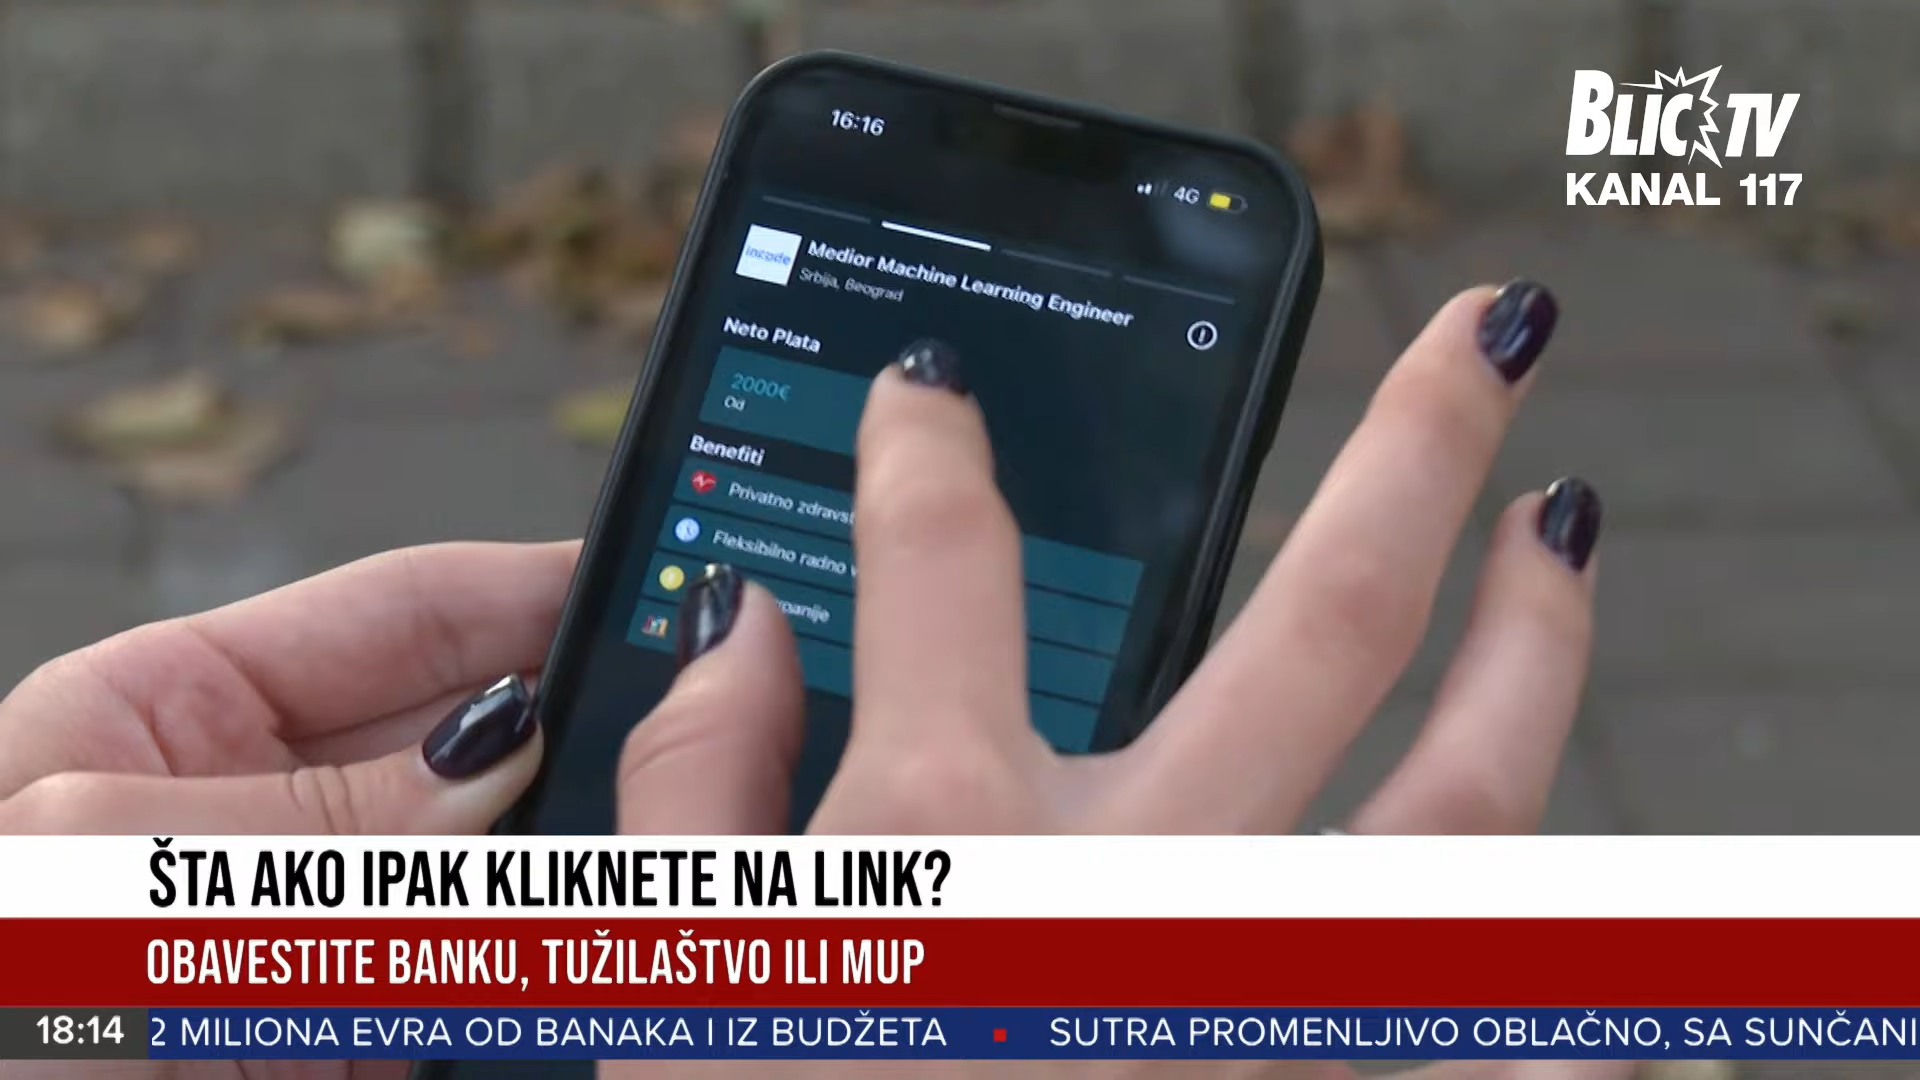 16:16
4G
BLIC TV
KANAL 117
incode
Medior Machine Learning Engineer
Srbija, Beograd
Neto Plata
2000€
Od
Benefiti
Privatno
Fleksibilno radno
ŠTA AKO IPAK KLIKNETE NA LINK?
OBAVESTITE BANKU, TUŽILAŠTVO ILI MUP
18:14 2 MILIONA EVRA OD BANAKA I IZ BUDŽETA ▪ SUTRA PROMENLJIVO OBLAČNO, SA SUNČANI